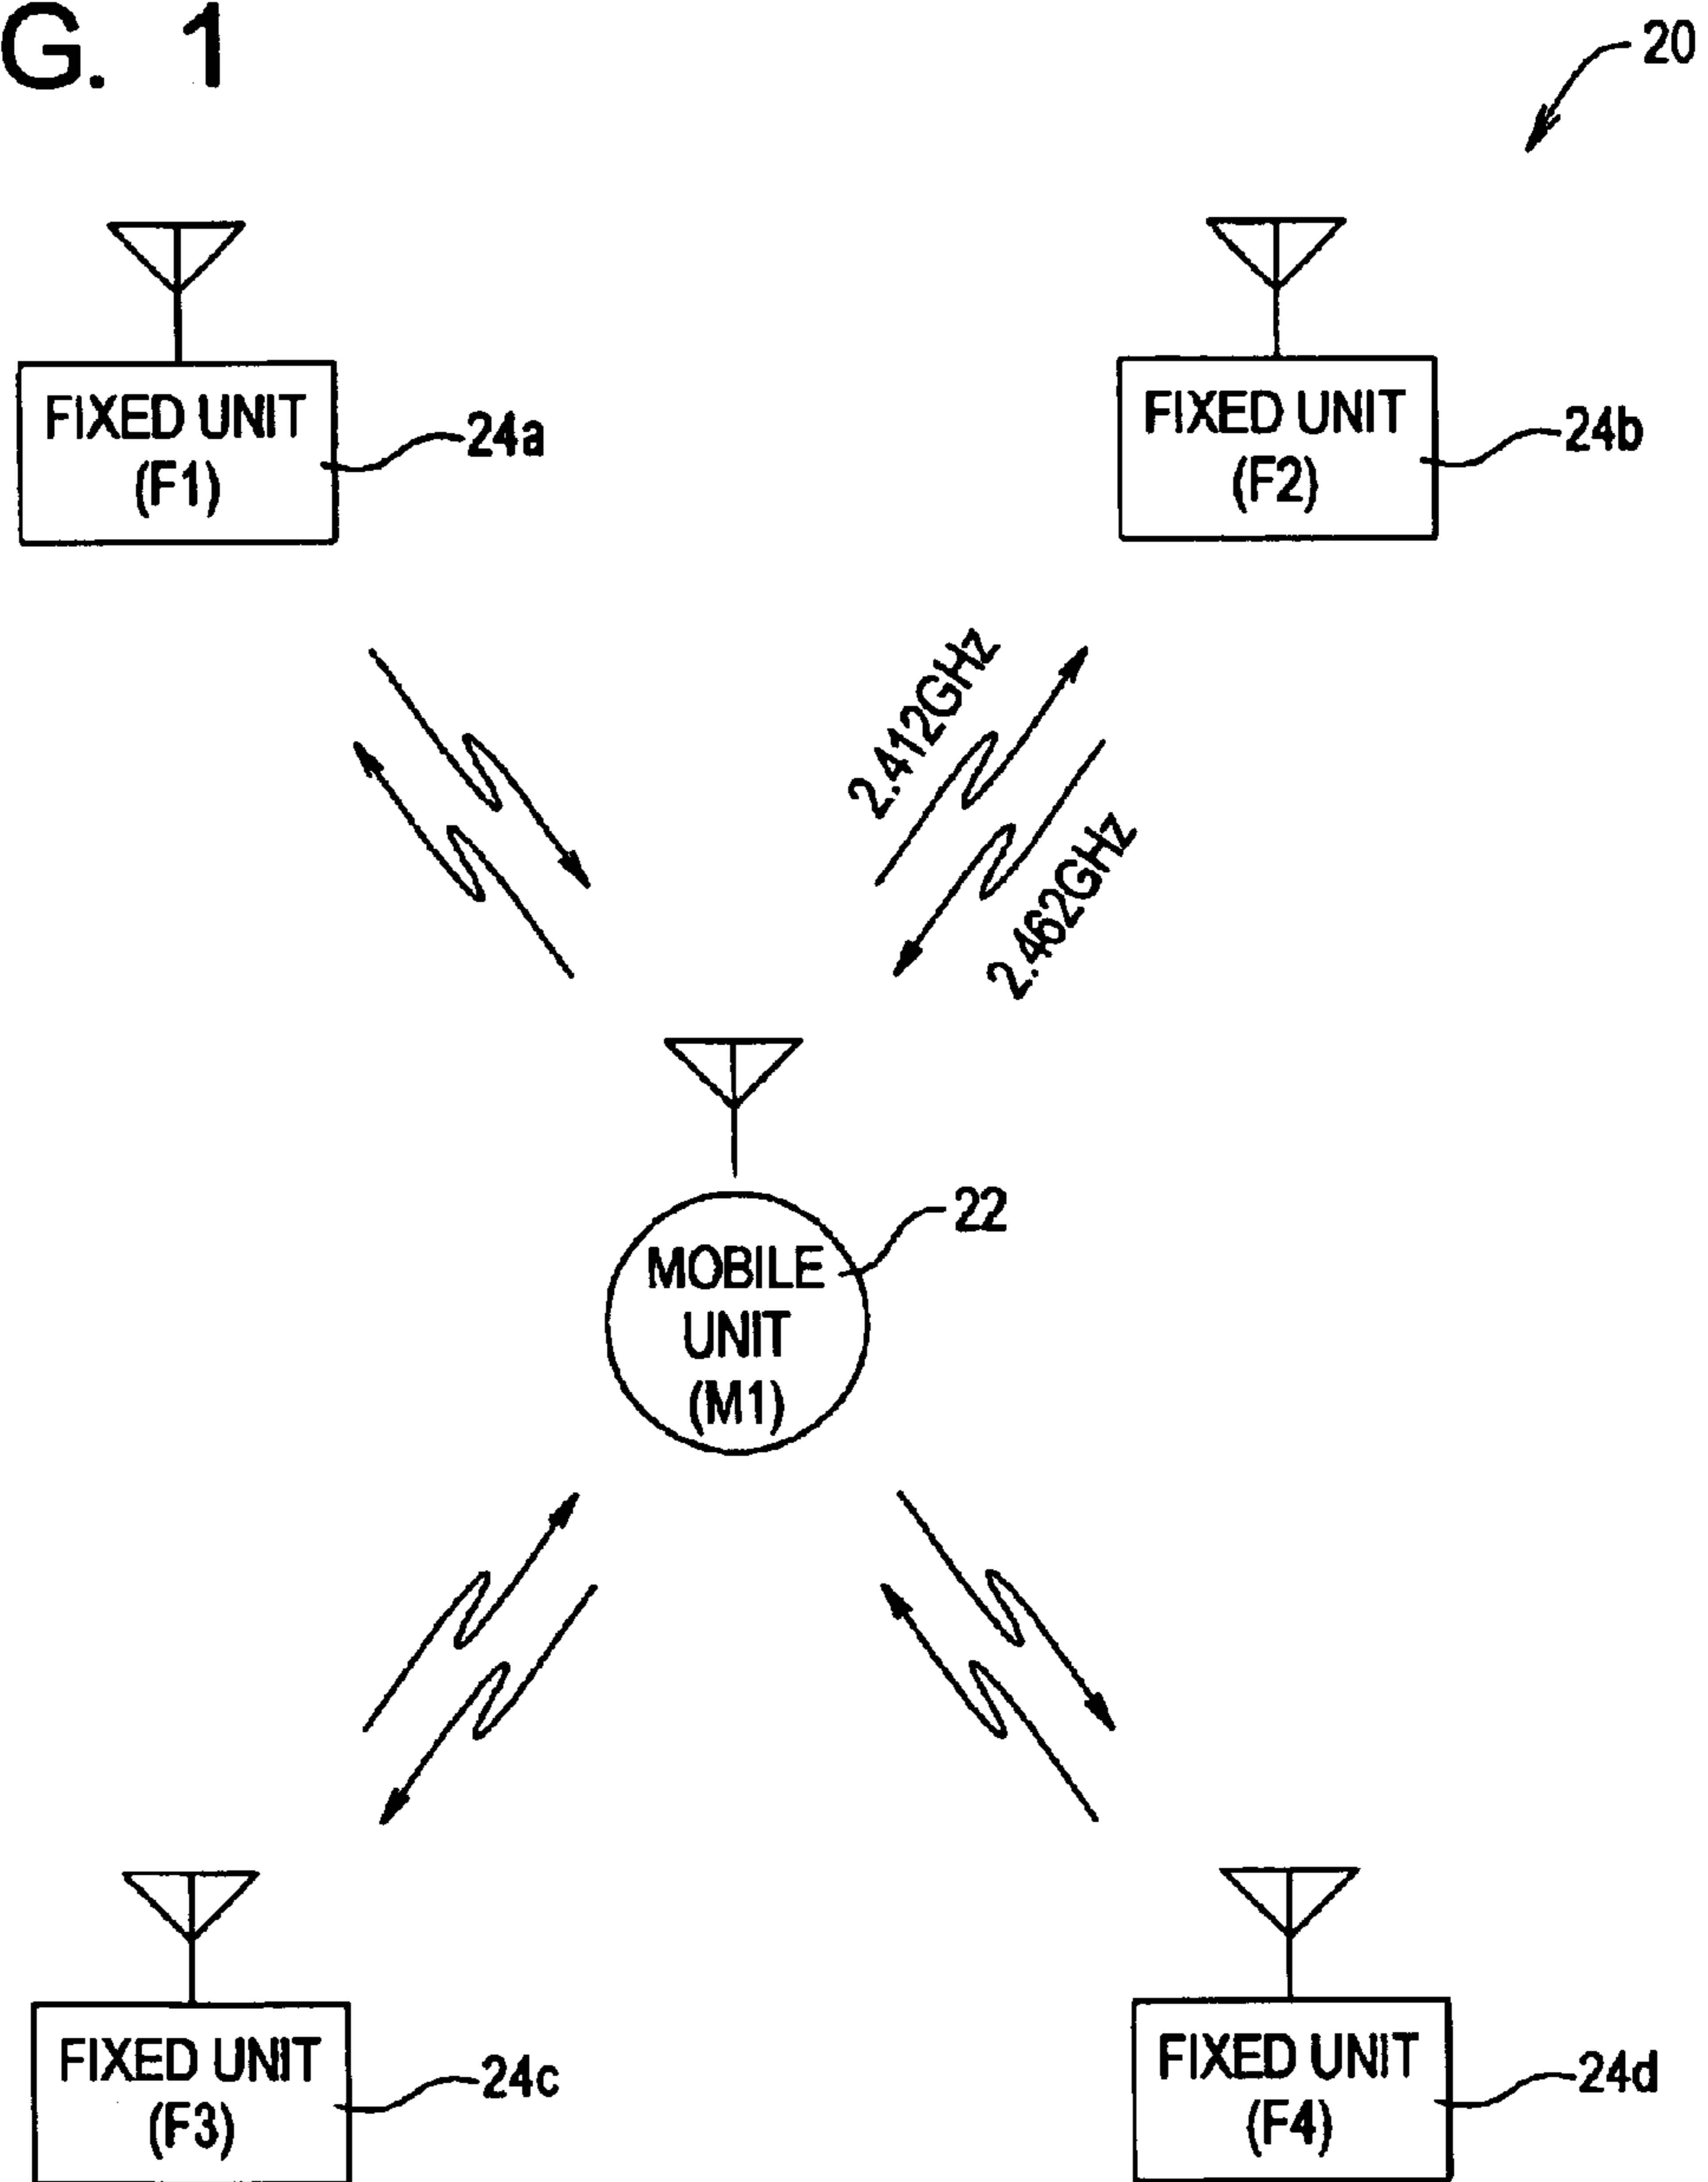 G. 1
20
FIXED UNIT
(F1)
24a
FIXED UNIT
(F2)
24b
2.412GHz
2.462GHz
MOBILE
UNIT
(M1)
22
FIXED UNIT
(F3)
24c
FIXED UNIT
(F4)
24d